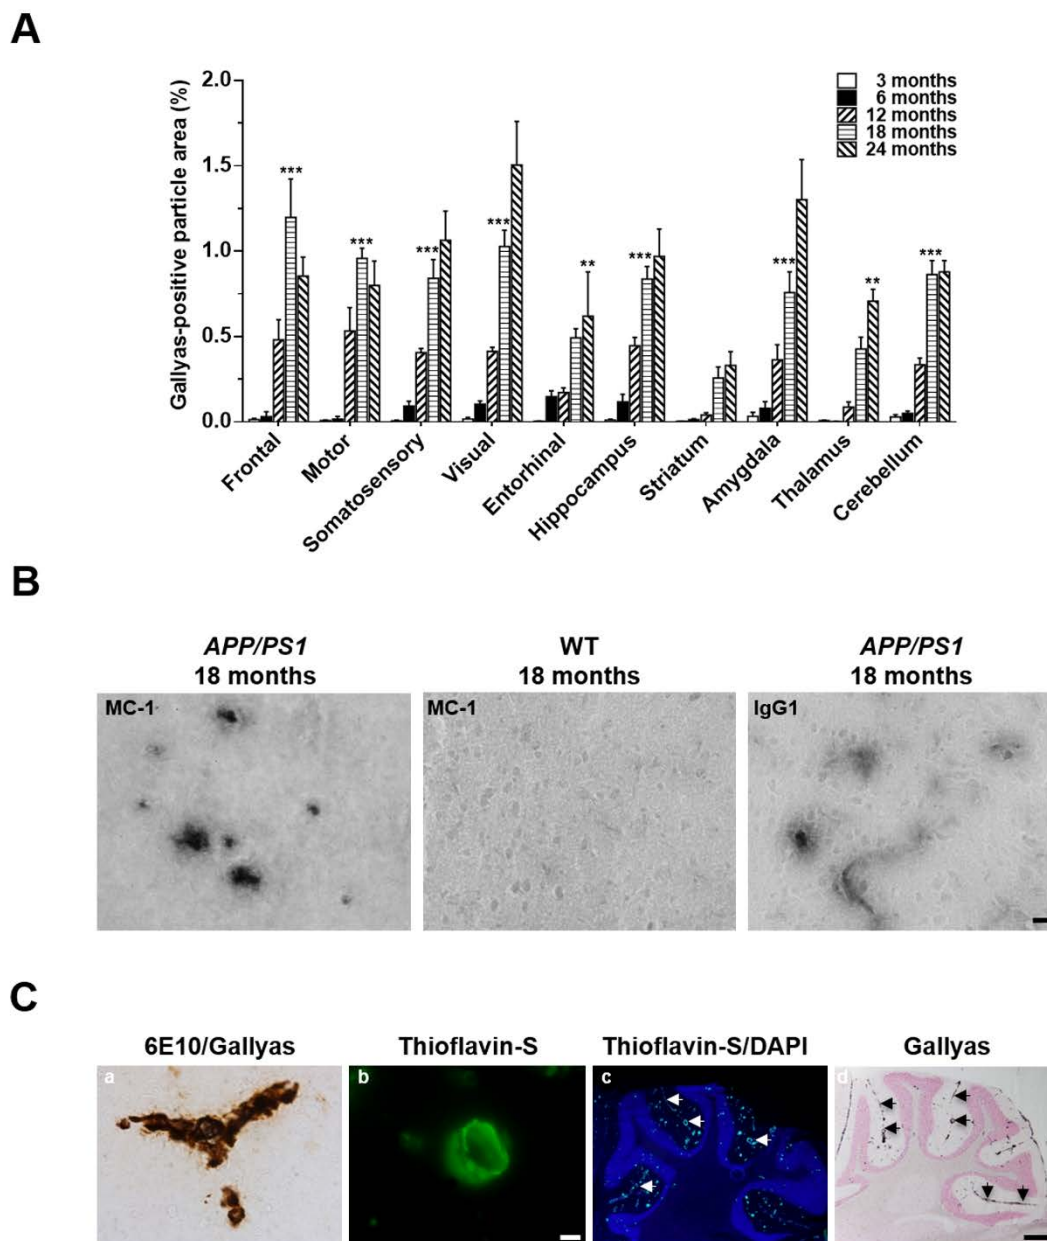 A
Gallyas-positive particle area (%)
2.0
1.5
1.0
0.5
0.0
3 months
6 months
12 months
18 months
24 months
***
***
***
***
**
***
***
**
***
Frontal
Motor
Somatosensory
Visual
Entorhinal
Hippocampus
Striatum
Amygdala
Thalamus
Cerebellum
B
APP/PS1
18 months
WT
18 months
APP/PS1
18 months
MC-1
MC-1
IgG1
C
6E10/Gallyas
Thioflavin-S
Thioflavin-S/DAPI
Gallyas
a
b
c
d